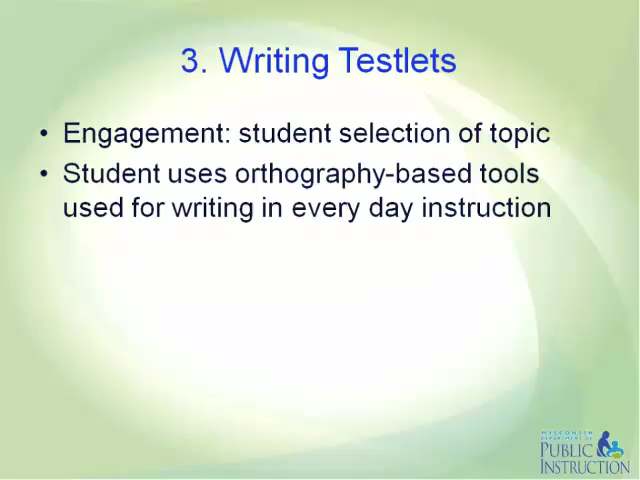 3. Writing Testlets
• Engagement: student selection of topic
• Student uses orthography-based tools
used for writing in every day instruction
WISCONSIN
DEPARTMENT OF
PUBLIC
INSTRUCTION